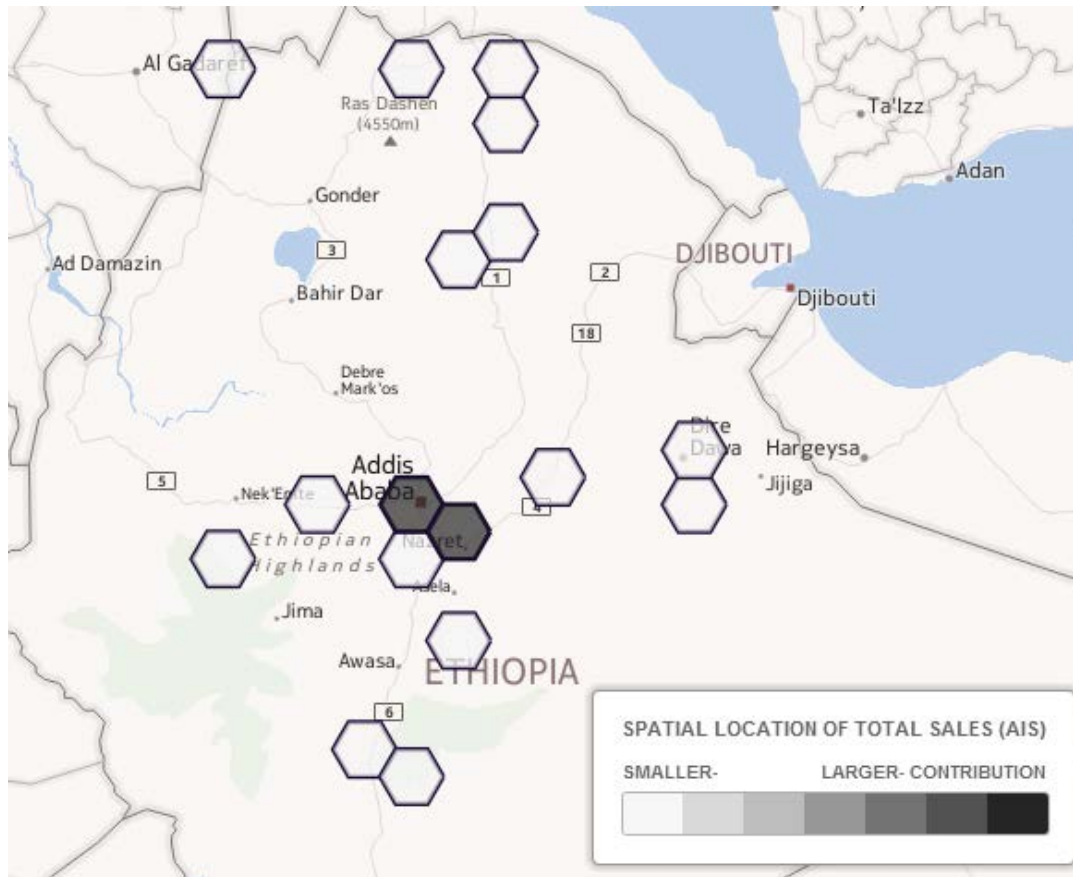 Al Gadaref
Ras Dashen
(4550m)
Ta'Izz
Adan
Gonder
3
DJIBOUTI
2
Ad Damazin
1
Bahir Dar
Djibouti
18
Debre
Mark'os
Dire
Dawa
Hargeysa
Addis
Ababa
5
Nek'Emte
Jijiga
4
Ethiopian
Highlands
Nazret
Asela
Jima
Awasa
ETHIOPIA
6
SPATIAL LOCATION OF TOTAL SALES (AIS)
SMALLER- LARGER- CONTRIBUTION